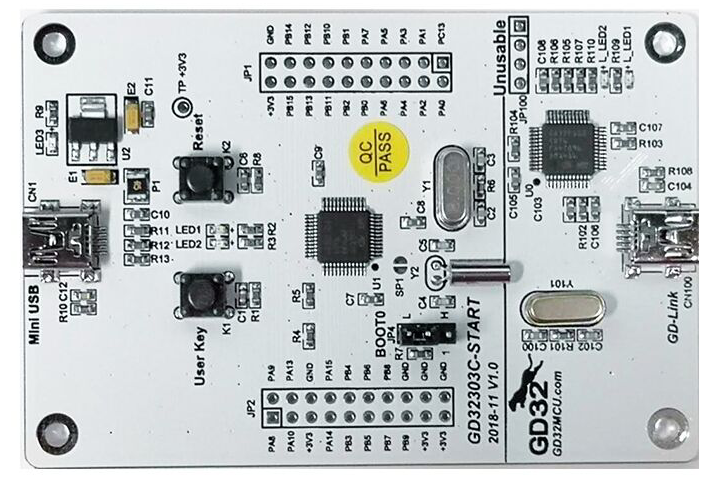 GND PB14 PB12 PB10 PB1 PA7 PA5 PA3 PA1 PC13
JP1
+3V3 PB15 PB13 PB11 PB2 PB0 PA6 PA4 PA2 PA0
Unusable
JP100
C108
R106
R105
R107
R110
L_LED2
R109
L_LED1
R9
LED3
U2
E2
C11
TP +3V3
Reset
K2
C6
R8
C9
QC
PASS
Y1
C3
R6
C2
R104
C105
U0
C103
C107
R103
R108
C104
R102
C106
E1
P1
CN1
C10
R11
R12
R13
LED1
LED2
R2
R3
C8
C5
U1
SP1
Y2
C4
C7
Mini USB
R10
C12
User Key
K1
C1
R1
R5
R4
BOOT0
JP4
L
H
R7
1
Y101
CN100
GD-Link
C100
R101
C102
PA9 PA13 GND PA15 PB4 PB6 PB8 GND GND GND
JP2
PA8 PA10 +3V3 PA14 PB3 PB5 PB7 PB9 +3V3 +3V3
GD32303C-START
2018-11 V1.0
GD32
GD32MCU.com